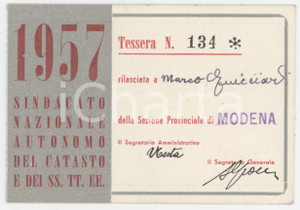 1957
SINDACATO
NAZIONALE
AUTONOMO
DEL CATASTO
E DEI SS. TT. EE.
Tessera N. 134 *
rilasciata a Marco
della Sezione Provinciale di MODENA
Il Segretario Amministrativo
Il Segretario Generale
iCharta